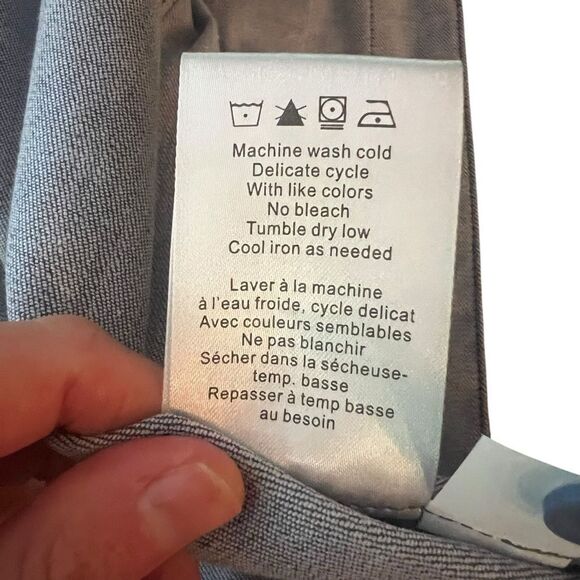 Machine wash cold
Delicate cycle
With like colors
No bleach
Tumble dry low
Cool iron as needed
Laver à la machine
à l'eau froide, cycle delicat
Avec couleurs semblables
Ne pas blanchir
Sécher dans la sécheuse-
temp. basse
Repasser à temp basse
au besoin